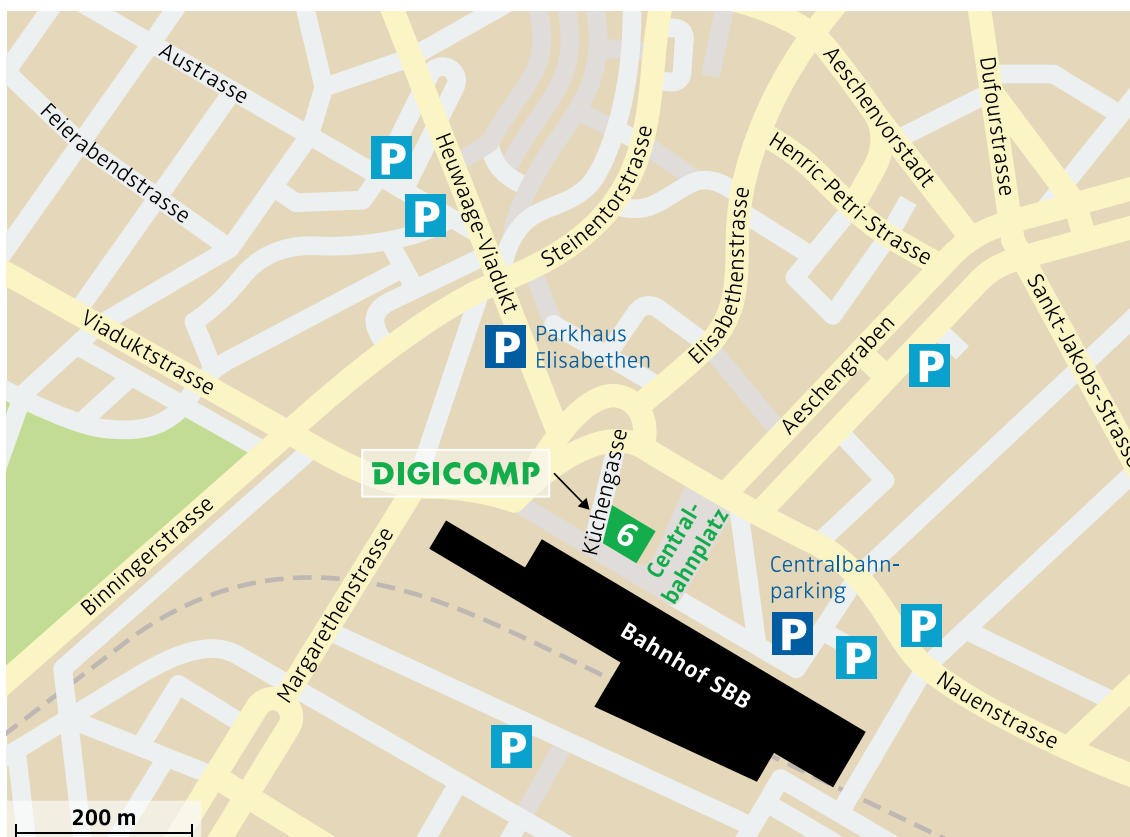 Austrasse
Feierabendstrasse
P
P
Heuwaage-Viadukt
Steinentorstrasse
Elisabethenstrasse
Aeschenvorstadt
Henric-Petri-Strasse
Dufourstrasse
Sankt-Jakobs-Strasse
Aeschengraben
P
Viaduktstrasse
P
Parkhaus
Elisabethen
DIGICOMP
Küchengasse
6
Central-
bahnplatz
Binningerstrasse
Margarethenstrasse
Centralbahn-
parking
P
P
P
Bahnhof SBB
Nauenstrasse
P
200 m